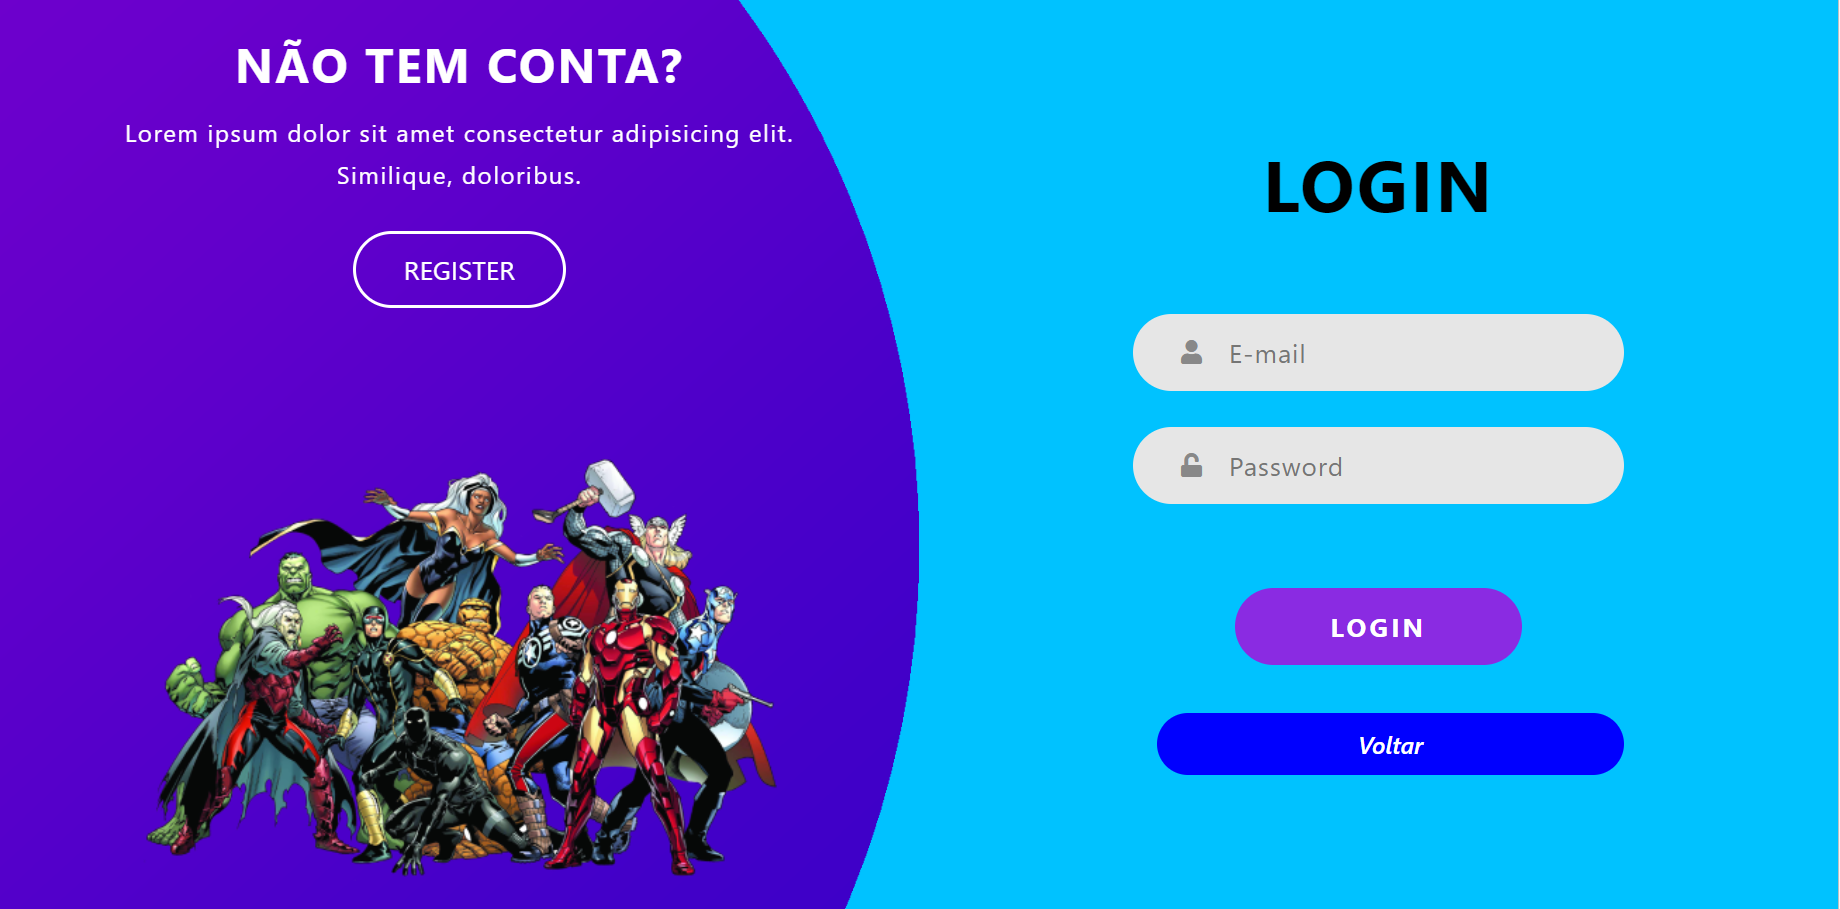 NÃO TEM CONTA?
Lorem ipsum dolor sit amet consectetur adipisicing elit.
Similique, doloribus.
REGISTER
LOGIN
E-mail
Password
LOGIN
Voltar